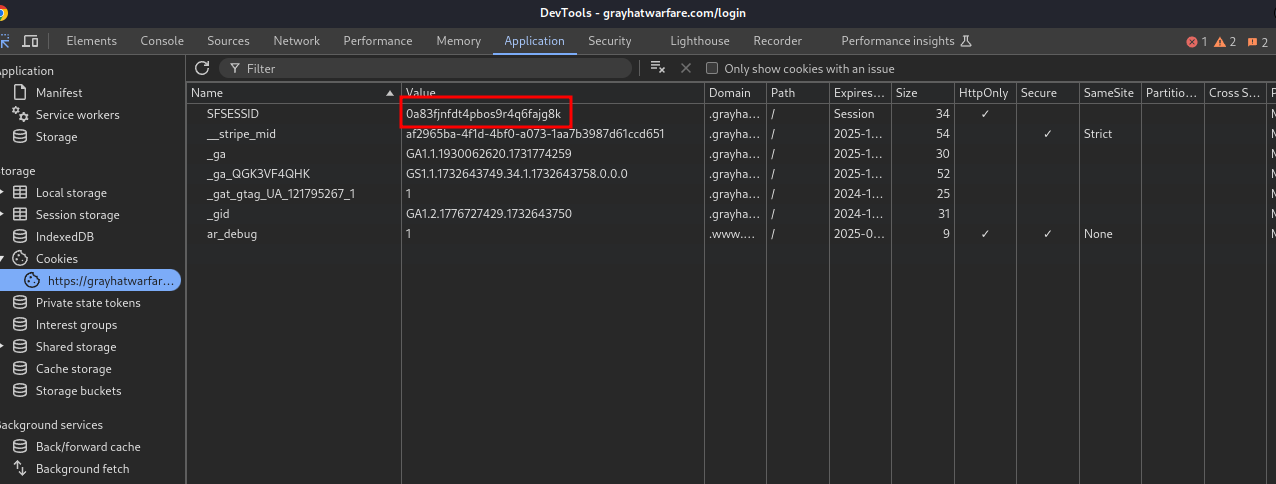 DevTools - grayhatwarfare.com/login
Elements Console Sources Network Performance Memory Application Security Lighthouse Recorder Performance insights 1 2 2
Application
Filter
Only show cookies with an issue
Manifest
Service workers
Storage
Storage
Local storage
Session storage
IndexedDB
Cookies
https://grayhatwarfar...
Private state tokens
Interest groups
Shared storage
Cache storage
Storage buckets
Background services
Back/forward cache
Background fetch
Name Value Domain Path Expires... Size HttpOnly Secure SameSite Partitio... Cross S... P
SFSESSID 0a83fjnfdt4pbos9r4q6fajg8k .grayha... / Session 34 ✓
__stripe_mid af2965ba-4f1d-4bf0-a073-1aa7b3987d61ccd651 .grayha... / 2025-1... 54 ✓ Strict
_ga GA1.1.1930062620.1731774259 .grayha... / 2025-1... 30
_ga_QGK3VF4QHK GS1.1.1732643749.34.1.1732643758.0.0.0 .grayha... / 2025-1... 52
_gat_gtag_UA_121795267_1 1 .grayha... / 2024-1... 25
_gid GA1.2.1776727429.1732643750 .grayha... / 2024-1... 31
ar_debug 1 .www.... / 2025-0... 9 ✓ ✓ None